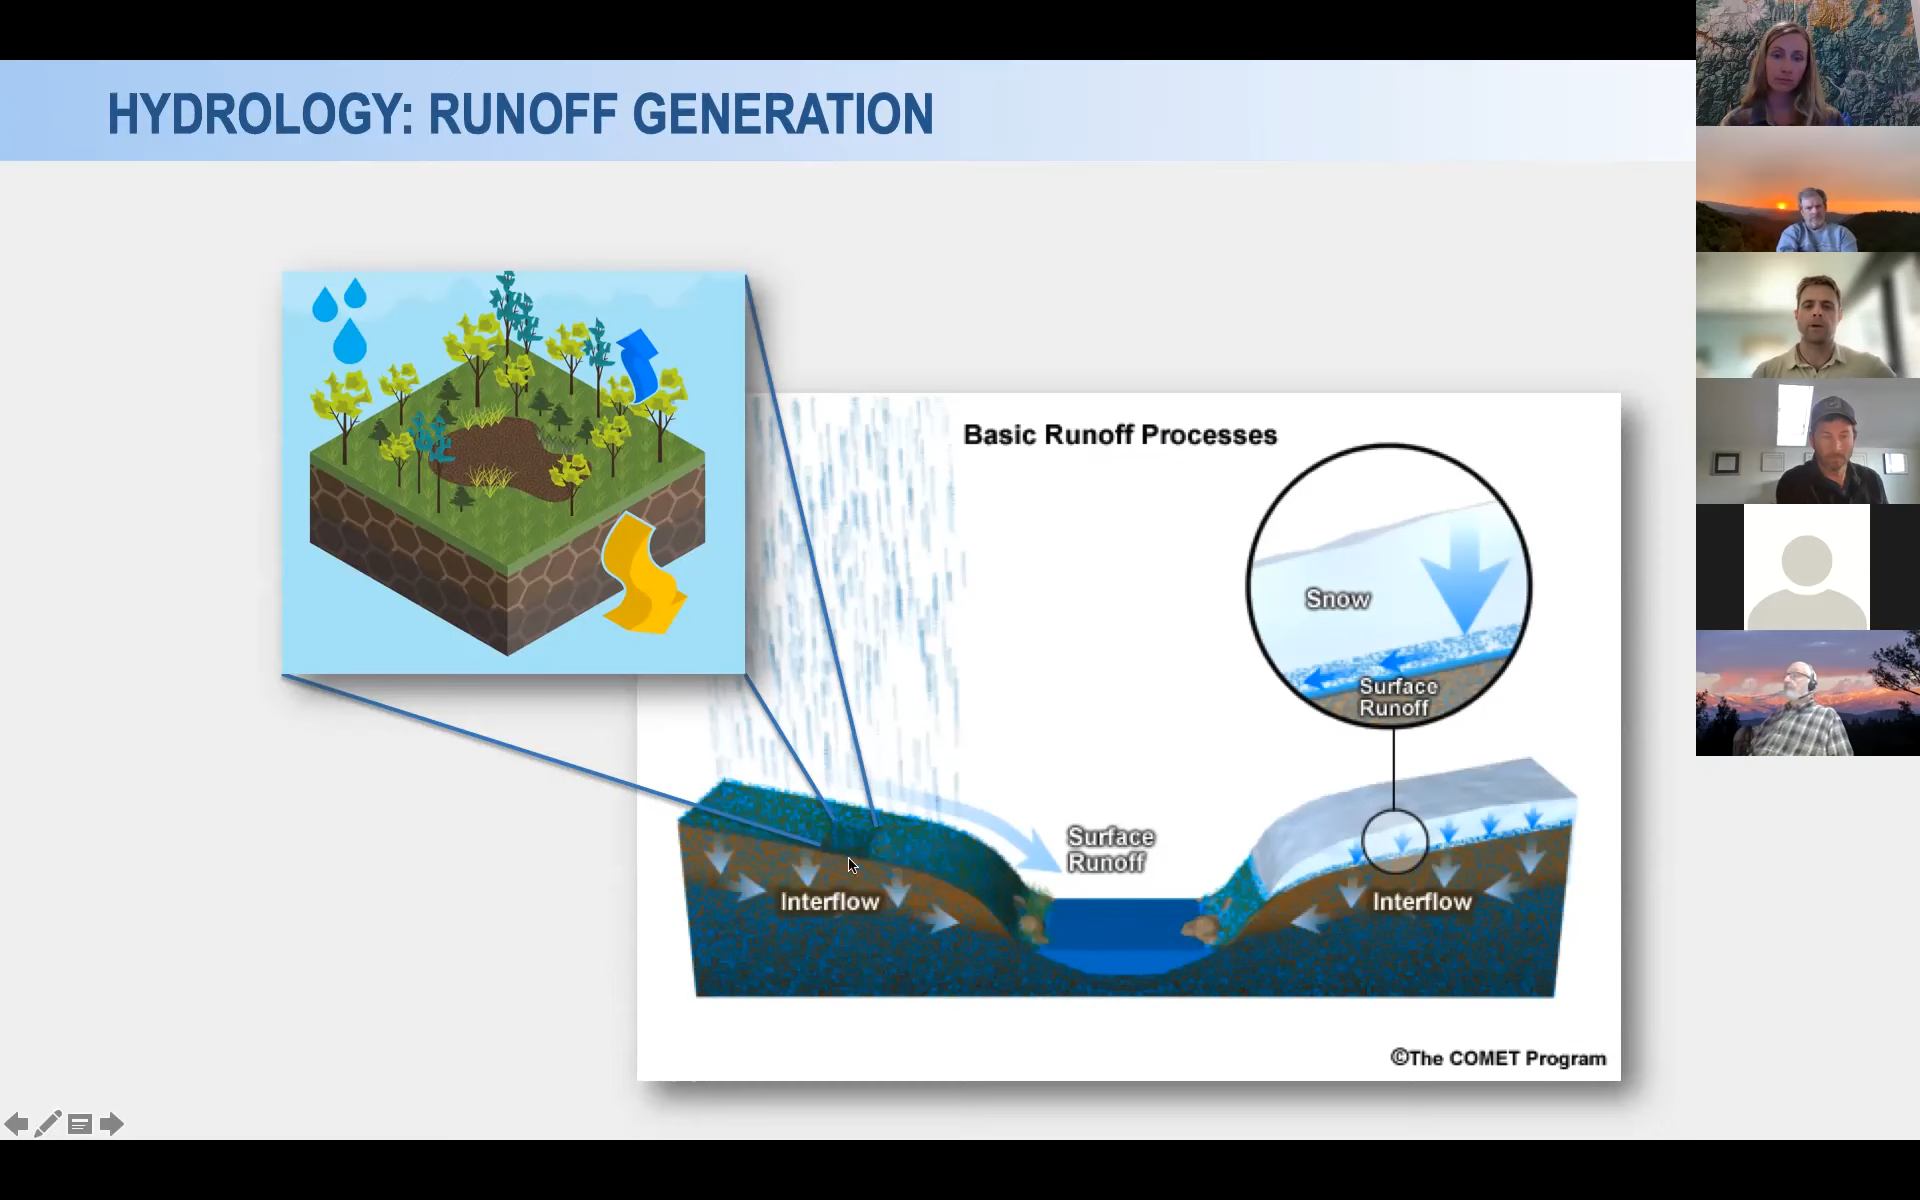 HYDROLOGY: RUNOFF GENERATION
Basic Runoff Processes
Snow
Surface
Runoff
Surface
Runoff
Interflow
Interflow
©The COMET Program